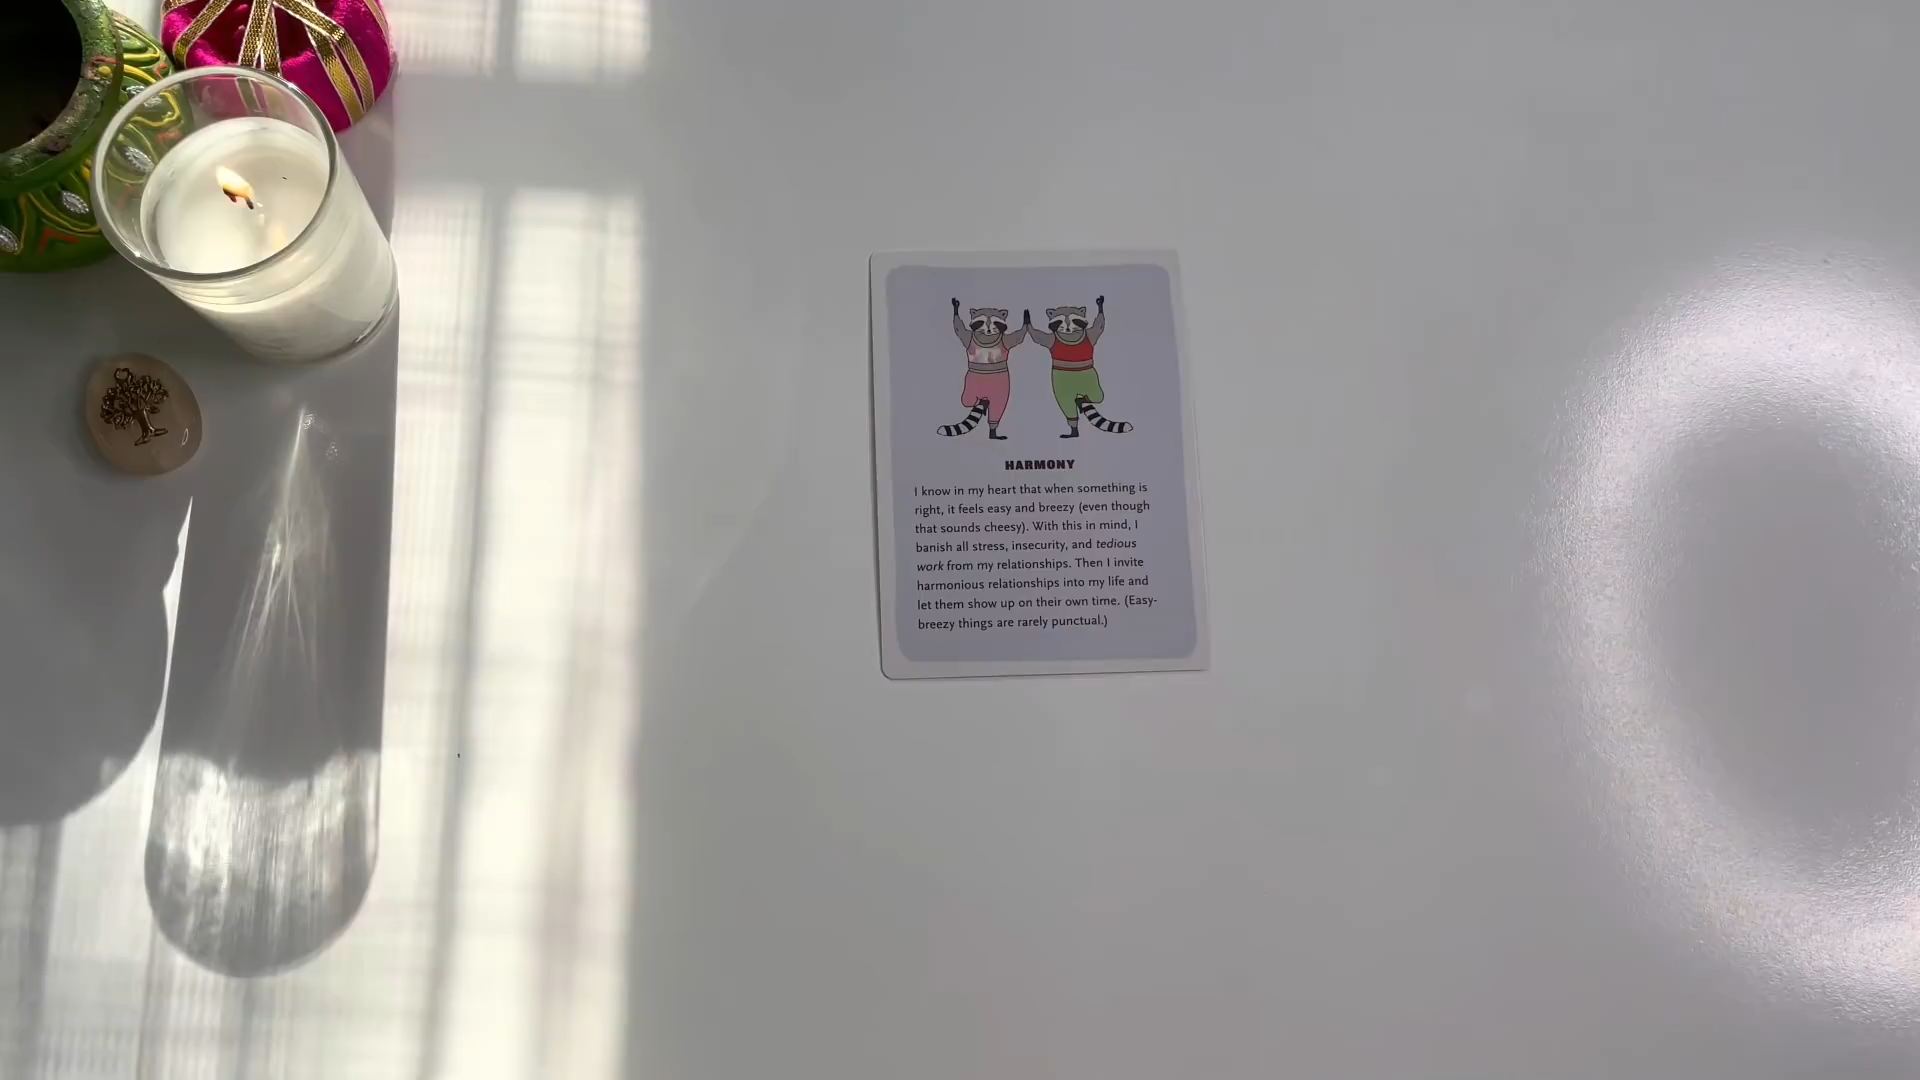 HARMONY
I know in my heart that when something is
right, it feels easy and breezy (even though
that sounds cheesy). With this in mind, I
banish all stress, insecurity, and tedious
work from my relationships. Then I invite
harmonious relationships into my life and
let them show up on their own time. (Easy-
breezy things are rarely punctual.)